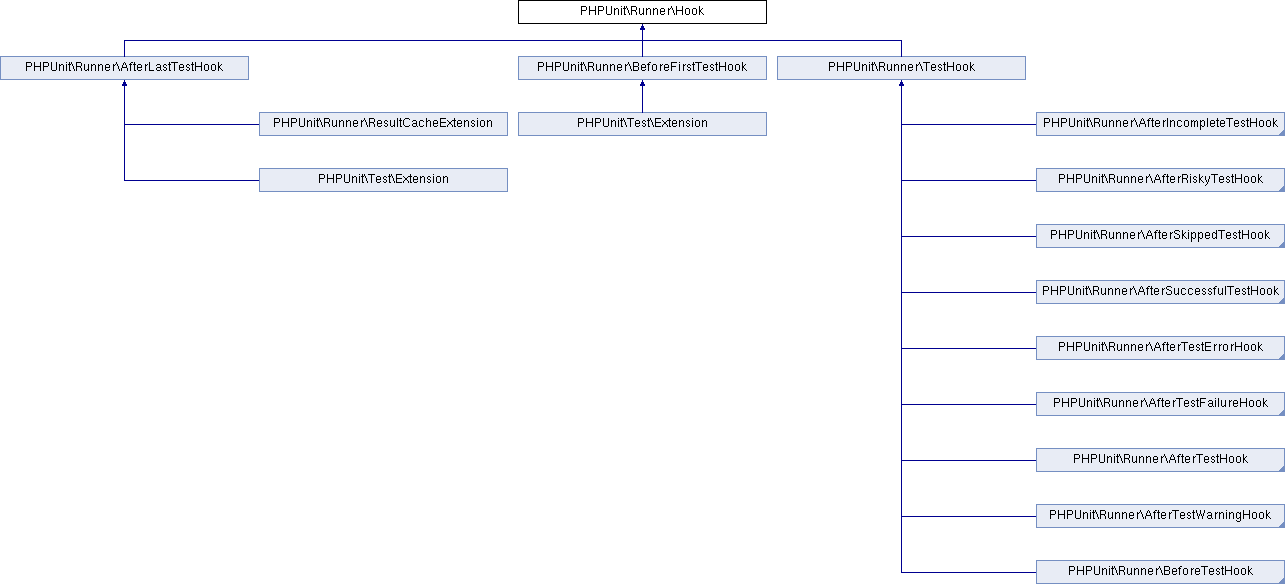 PHPUnit\Runner\Hook
PHPUnit\Runner\AfterLastTestHook
PHPUnit\Runner\BeforeFirstTestHook
PHPUnit\Runner\TestHook
PHPUnit\Runner\ResultCacheExtension
PHPUnit\Test\Extension
PHPUnit\Runner\AfterIncompleteTestHook
PHPUnit\Test\Extension
PHPUnit\Runner\AfterRiskyTestHook
PHPUnit\Runner\AfterSkippedTestHook
PHPUnit\Runner\AfterSuccessfulTestHook
PHPUnit\Runner\AfterTestErrorHook
PHPUnit\Runner\AfterTestFailureHook
PHPUnit\Runner\AfterTestHook
PHPUnit\Runner\AfterTestWarningHook
PHPUnit\Runner\BeforeTestHook